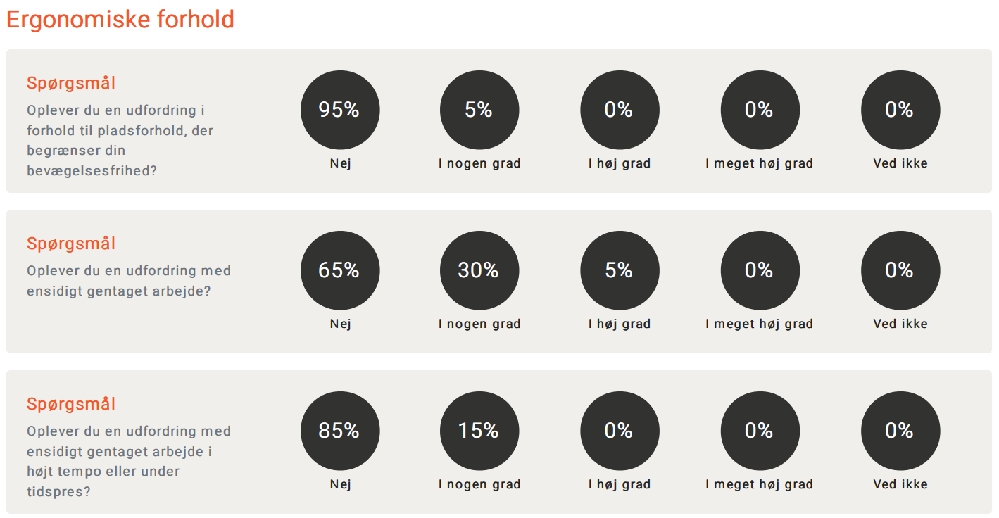 Ergonomiske forhold
Spørgsmål
Oplever du en udfordring i
forhold til pladsforhold, der
begrænser din
bevægelsesfrihed?
95%
5%
0%
0%
0%
Nej
I nogen grad
I høj grad
I meget høj grad
Ved ikke
Spørgsmål
Oplever du en udfordring med
ensidigt gentaget arbejde?
65%
30%
5%
0%
0%
Nej
I nogen grad
I høj grad
I meget høj grad
Ved ikke
Spørgsmål
Oplever du en udfordring med
ensidigt gentaget arbejde i
højt tempo eller under
tidspres?
85%
15%
0%
0%
0%
Nej
I nogen grad
I høj grad
I meget høj grad
Ved ikke